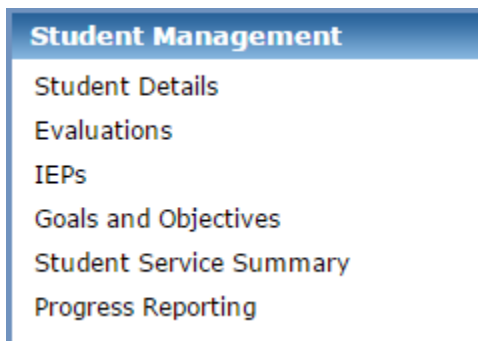 Student Management
Student Details
Evaluations
IEPs
Goals and Objectives
Student Service Summary
Progress Reporting